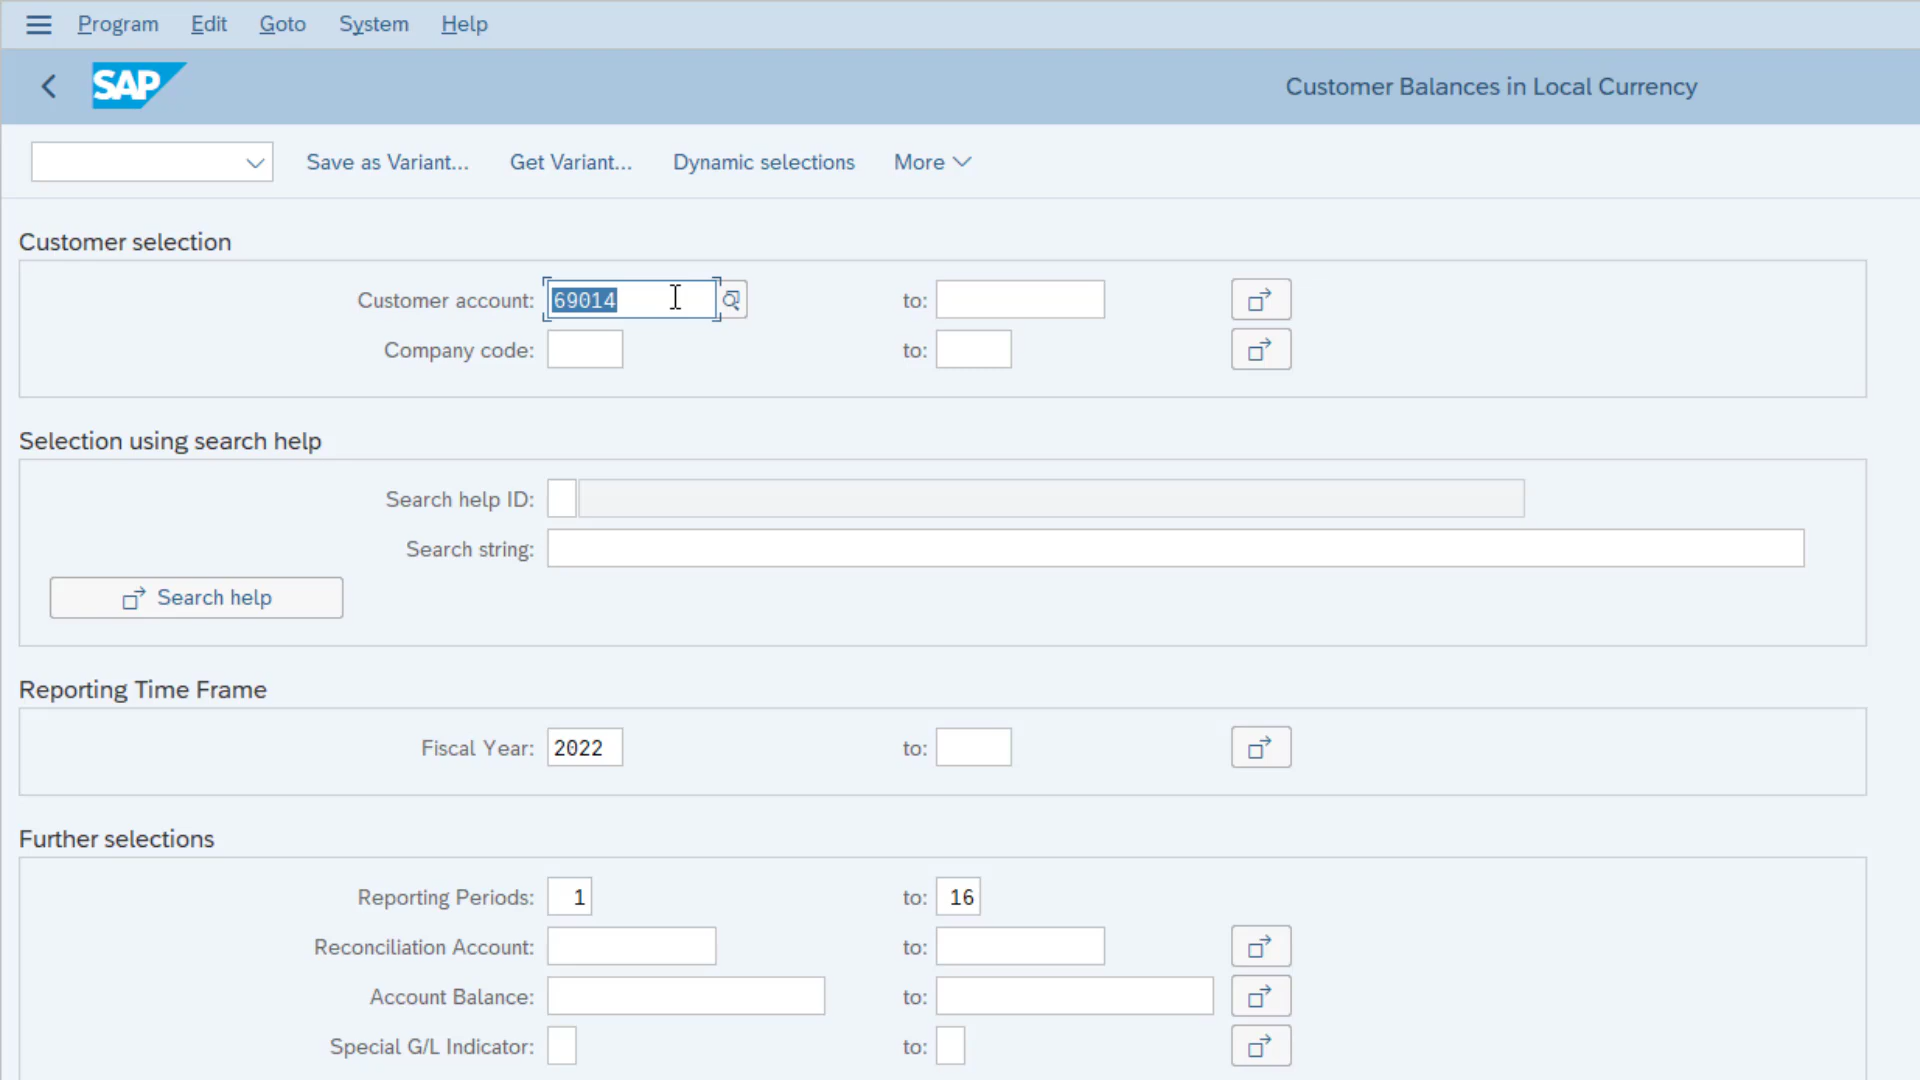 Program Edit Goto System Help
SAP Customer Balances in Local Currency
Save as Variant... Get Variant... Dynamic selections More
Customer selection
Customer account: 69014 to:
Company code: to:
Selection using search help
Search help ID:
Search string:
Search help
Reporting Time Frame
Fiscal Year: 2022 to:
Further selections
Reporting Periods: 1 to: 16
Reconciliation Account: to:
Account Balance: to:
Special G/L Indicator: to: